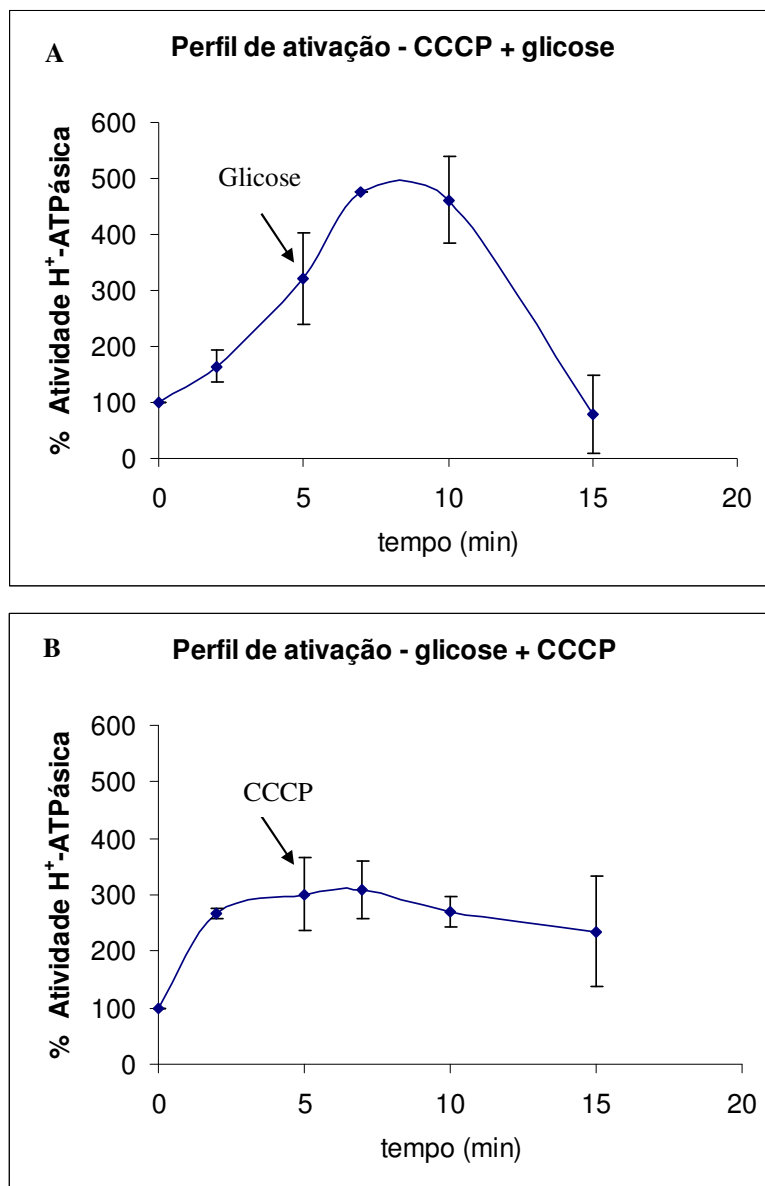 A
Perfil de ativação - CCCP + glicose
% Atividade H⁺-ATPásica
600
500
400
300
200
100
0
Glicose
0 5 10 15 20
tempo (min)
B
Perfil de ativação - glicose + CCCP
% Atividade H⁺-ATPásica
600
500
400
300
200
100
0
CCCP
0 5 10 15 20
tempo (min)